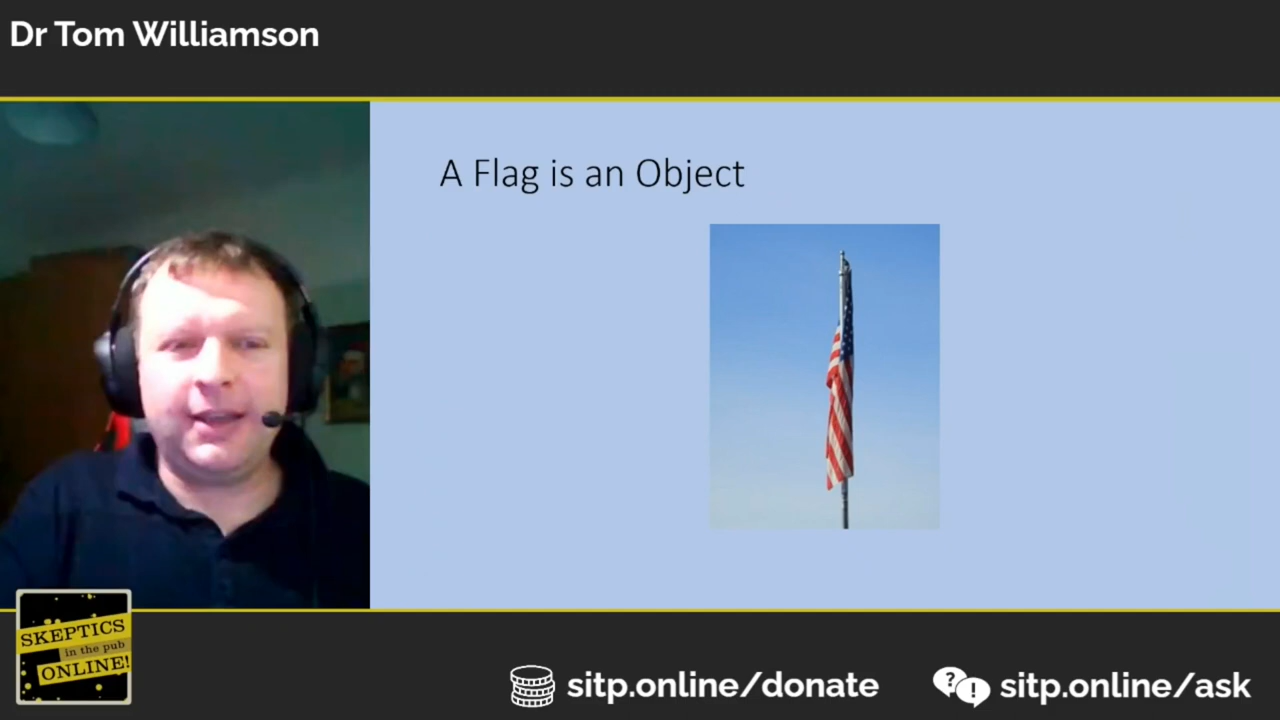 Dr Tom Williamson
A Flag is an Object
SKEPTICS
in the pub
ONLINE!
sitp.online/donate
? !
sitp.online/ask